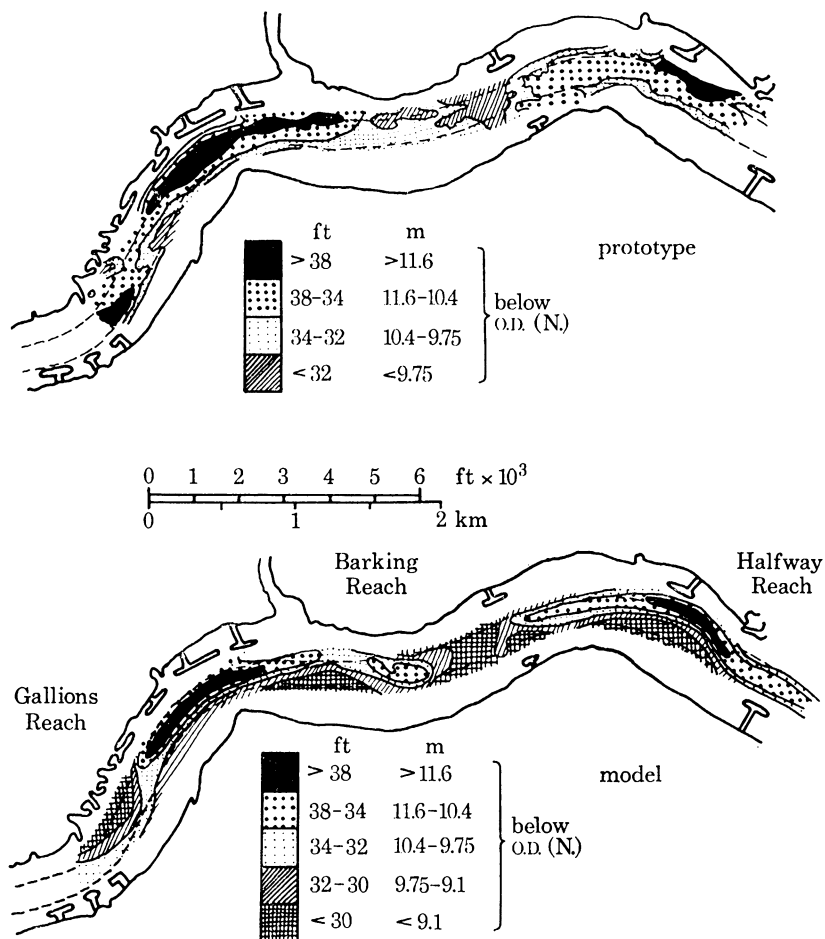 ft m
>38 >11.6
38-34 11.6-10.4
34-32 10.4-9.75
<32 <9.75
below
O.D. (N.)
prototype
0 1 2 3 4 5 6 ft × 10³
0 1 2 km
Barking
Reach
Halfway
Reach
Gallions
Reach
ft m
>38 >11.6
38-34 11.6-10.4
34-32 10.4-9.75
32-30 9.75-9.1
<30 <9.1
below
O.D. (N.)
model